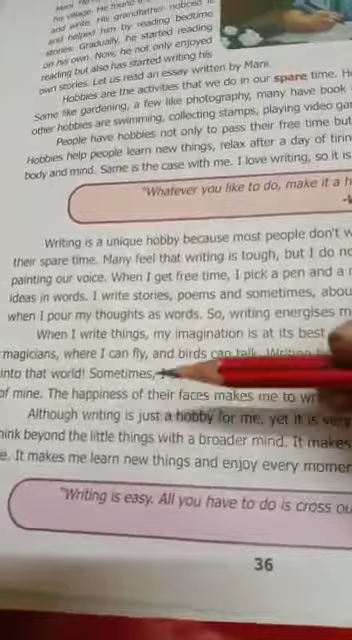 his village. He found it
and write. His grandfather noticed
and helped him by reading bedtime
stories. Gradually, he started reading
on his own. Now, he not only enjoyed
reading but also has started writing his
own stories. Let us read an essay written by Mani.
Hobbies are the activities that we do in our spare time.
Some like gardening, a few like photography, many have book
other hobbies are swimming, collecting stamps, playing video
People have hobbies not only to pass their free time but
Hobbies help people learn new things, relax after a day of
body and mind. Same is the case with me. I love writing, so it is
"Whatever you like to do, make it a
Writing is a unique hobby because most people don't
their spare time. Many feel that writing is tough, but I do
painting our voice. When I get free time, I pick a pen and a
ideas in words. I write stories, poems and sometimes,
when I pour my thoughts as words. So, writing energises
When I write things, my imagination is at its best
magicians, where I can fly, and birds can talk. Writing
into that world! Sometimes,
of mine. The happiness of their faces makes me to
Although writing is just a hobby for me, yet it is very
think beyond the little things with a broader mind. It makes
It makes me learn new things and enjoy every
"Writing is easy. All you have to do is cross
36